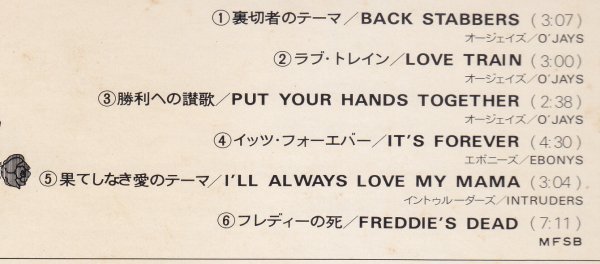 ①裏切者のテーマ／BACK STABBERS (3:07)
オージェイズ／O'JAYS
②ラブ・トレイン／LOVE TRAIN (3:00)
オージェイズ／O'JAYS
③勝利への讃歌／PUT YOUR HANDS TOGETHER (2:38)
オージェイズ／O'JAYS
④イッツ・フォーエバー／IT'S FOREVER (4:30)
エボニーズ／EBONYS
⑤果てしなき愛のテーマ／I'LL ALWAYS LOVE MY MAMA (3:04)
イントゥルーダーズ／INTRUDERS
⑥フレディーの死／FREDDIE'S DEAD (7:11)
MFSB